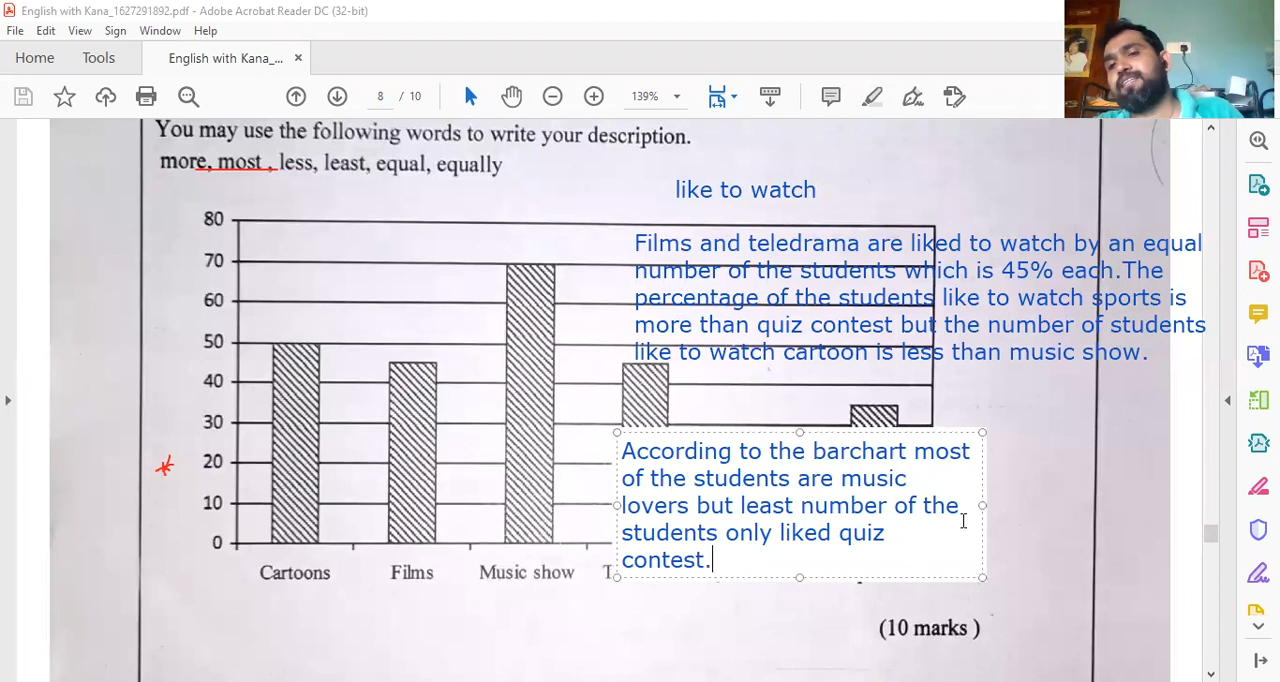 English with Kana_1627291892.pdf - Adobe Acrobat Reader DC (32-bit)
File Edit View Sign Window Help
Home Tools English with Kana_... ×
8 / 10 139%
You may use the following words to write your description.
more, most , less, least, equal, equally
like to watch
80
70
60
50
40
30
20
10
0
Films and teledrama are liked to watch by an equal
number of the students which is 45% each.The
percentage of the students like to watch sports is
more than quiz contest but the number of students
like to watch cartoon is less than music show.
According to the barchart most
of the students are music
lovers but least number of the
students only liked quiz
contest.
Cartoons Films Music show
(10 marks )